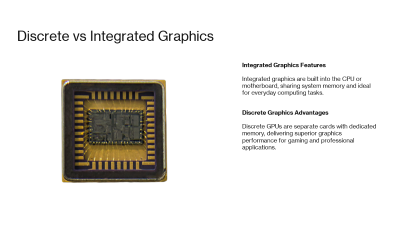 Discrete vs Integrated Graphics
Integrated Graphics Features
Integrated graphics are built into the CPU or
motherboard, sharing system memory and ideal
for everyday computing tasks.
Discrete Graphics Advantages
Discrete GPUs are separate cards with dedicated
memory, delivering superior graphics
performance for gaming and professional
applications.